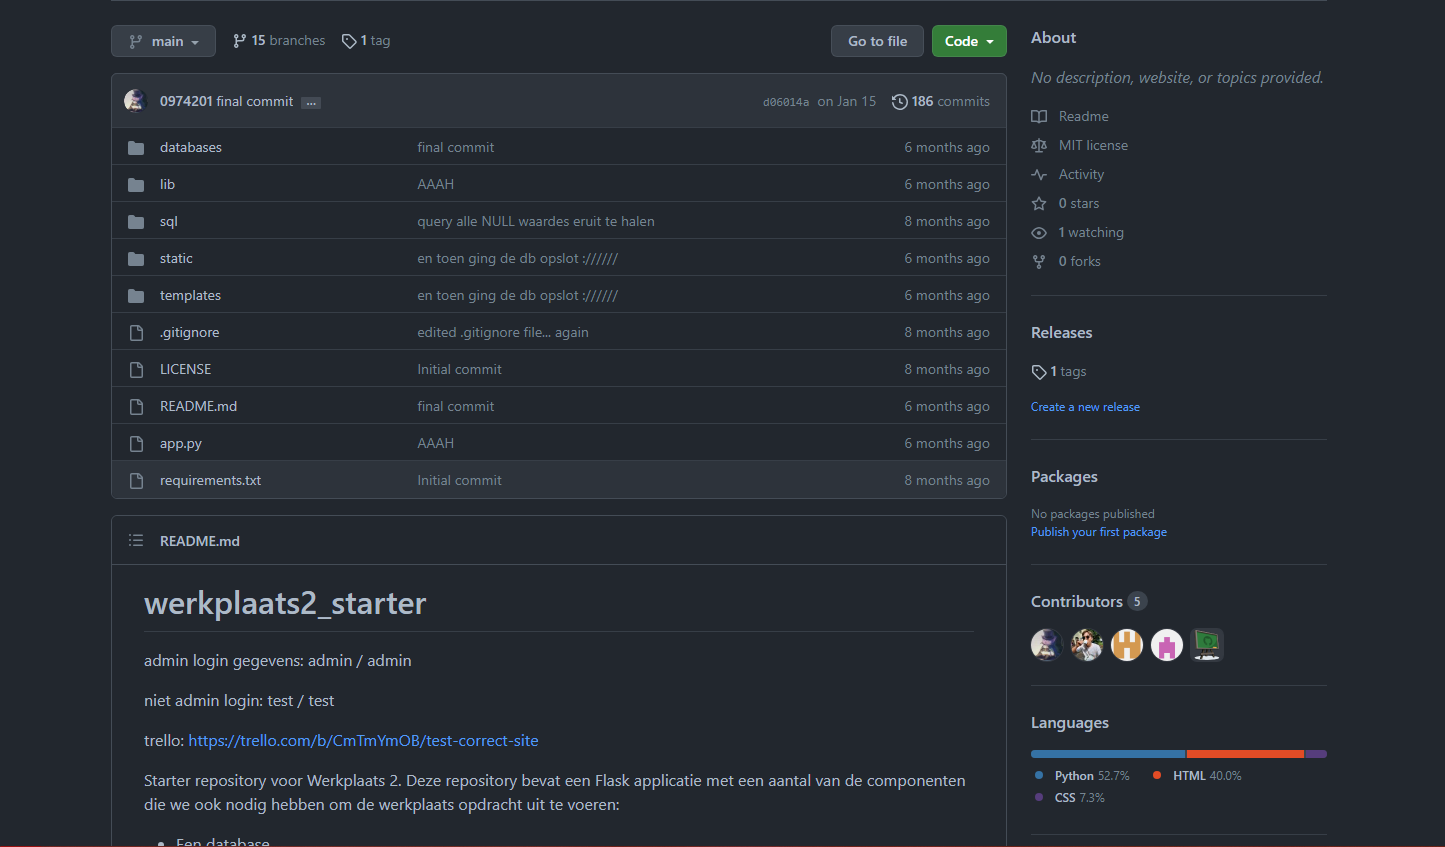 main
15 branches
1 tag
Go to file
Code
0974201 final commit ...
d06014a on Jan 15
186 commits
databases final commit 6 months ago
lib AAAH 6 months ago
sql query alle NULL waardes eruit te halen 8 months ago
static en toen ging de db opslot ://///// 6 months ago
templates en toen ging de db opslot ://///// 6 months ago
.gitignore edited .gitignore file... again 8 months ago
LICENSE Initial commit 8 months ago
README.md final commit 6 months ago
app.py AAAH 6 months ago
requirements.txt Initial commit 8 months ago
README.md
werkplaats2_starter
admin login gegevens: admin / admin
niet admin login: test / test
trello: https://trello.com/b/CmTmYmOB/test-correct-site
Starter repository voor Werkplaats 2. Deze repository bevat een Flask applicatie met een aantal van de componenten
die we ook nodig hebben om de werkplaats opdracht uit te voeren:
• Een database
About
No description, website, or topics provided.
Readme
MIT license
Activity
0 stars
1 watching
0 forks
Releases
1 tags
Create a new release
Packages
No packages published
Publish your first package
Contributors 5
Languages
Python 52.7%
HTML 40.0%
CSS 7.3%